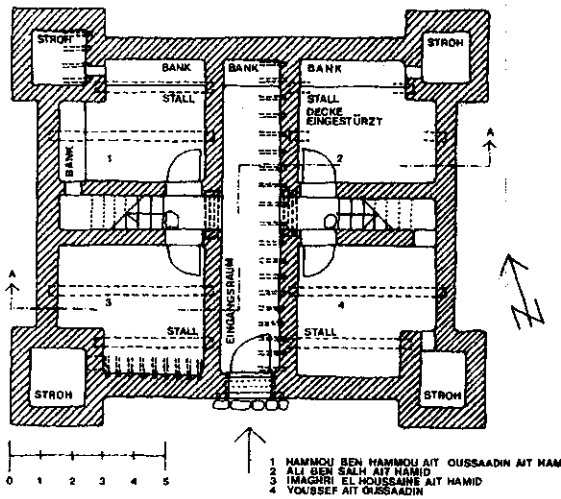 STROH
BANK BANK BANK
STROH
STALL
STALL
DECKE
EINGESTÜRZT
A
BANK
1
2
EINGANGSRAUM
A
3
4
STALL
STALL
STROH
STROH
N
0 1 2 3 4 5
1 HAMMOU BEN HAMMOU AIT OUSSAADIN AIT HAM
2 ALI BEN SALH AIT HAMID
3 IMAGHRI EL HOUSSAINE AIT HAMID
4 YOUSSEF AIT OUSSAADIN